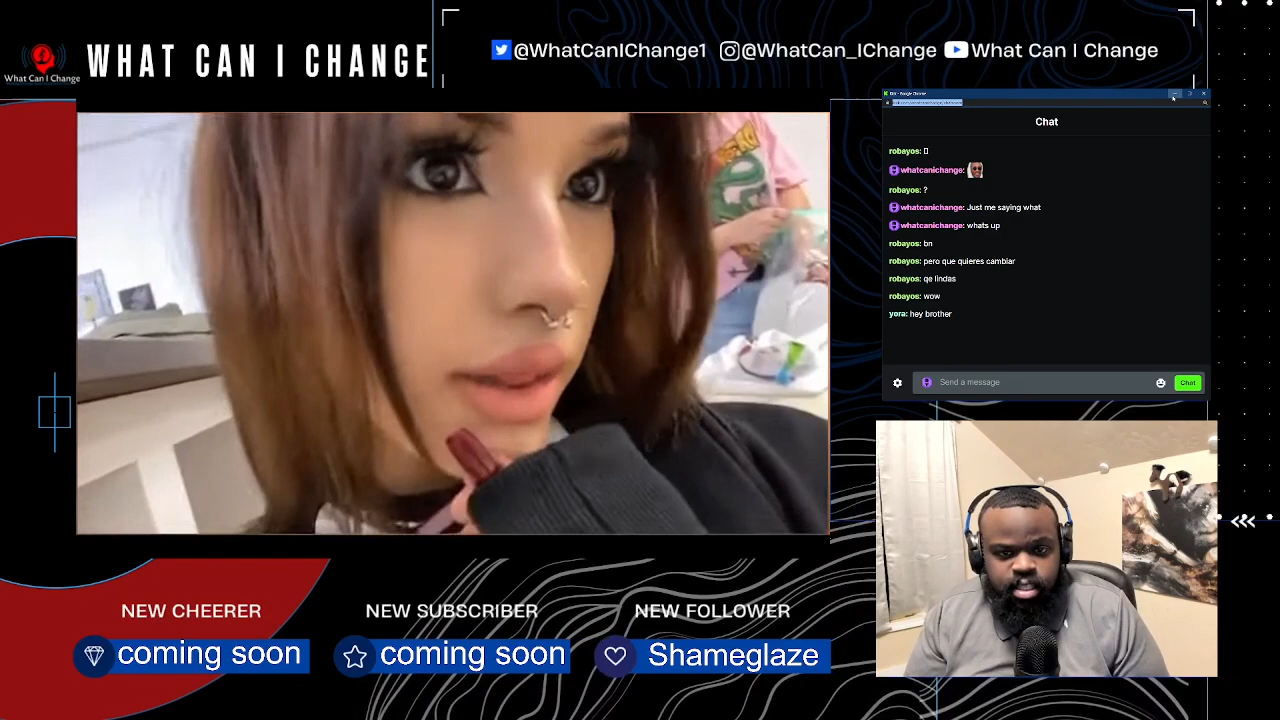 WHAT CAN I CHANGE
What Can I Change
@WhatCanIChange1
@WhatCan_IChange
What Can I Change
Chat
robayos:
whatcanichange:
robayos: ?
whatcanichange: Just me saying what
whatcanichange: whats up
robayos: bn
robayos: pero que quieres cambiar
robayos: qe lindas
robayos: wow
yora: hey brother
Send a message
Chat
NEW CHEERER
NEW SUBSCRIBER
NEW FOLLOWER
coming soon
coming soon
Shameglaze